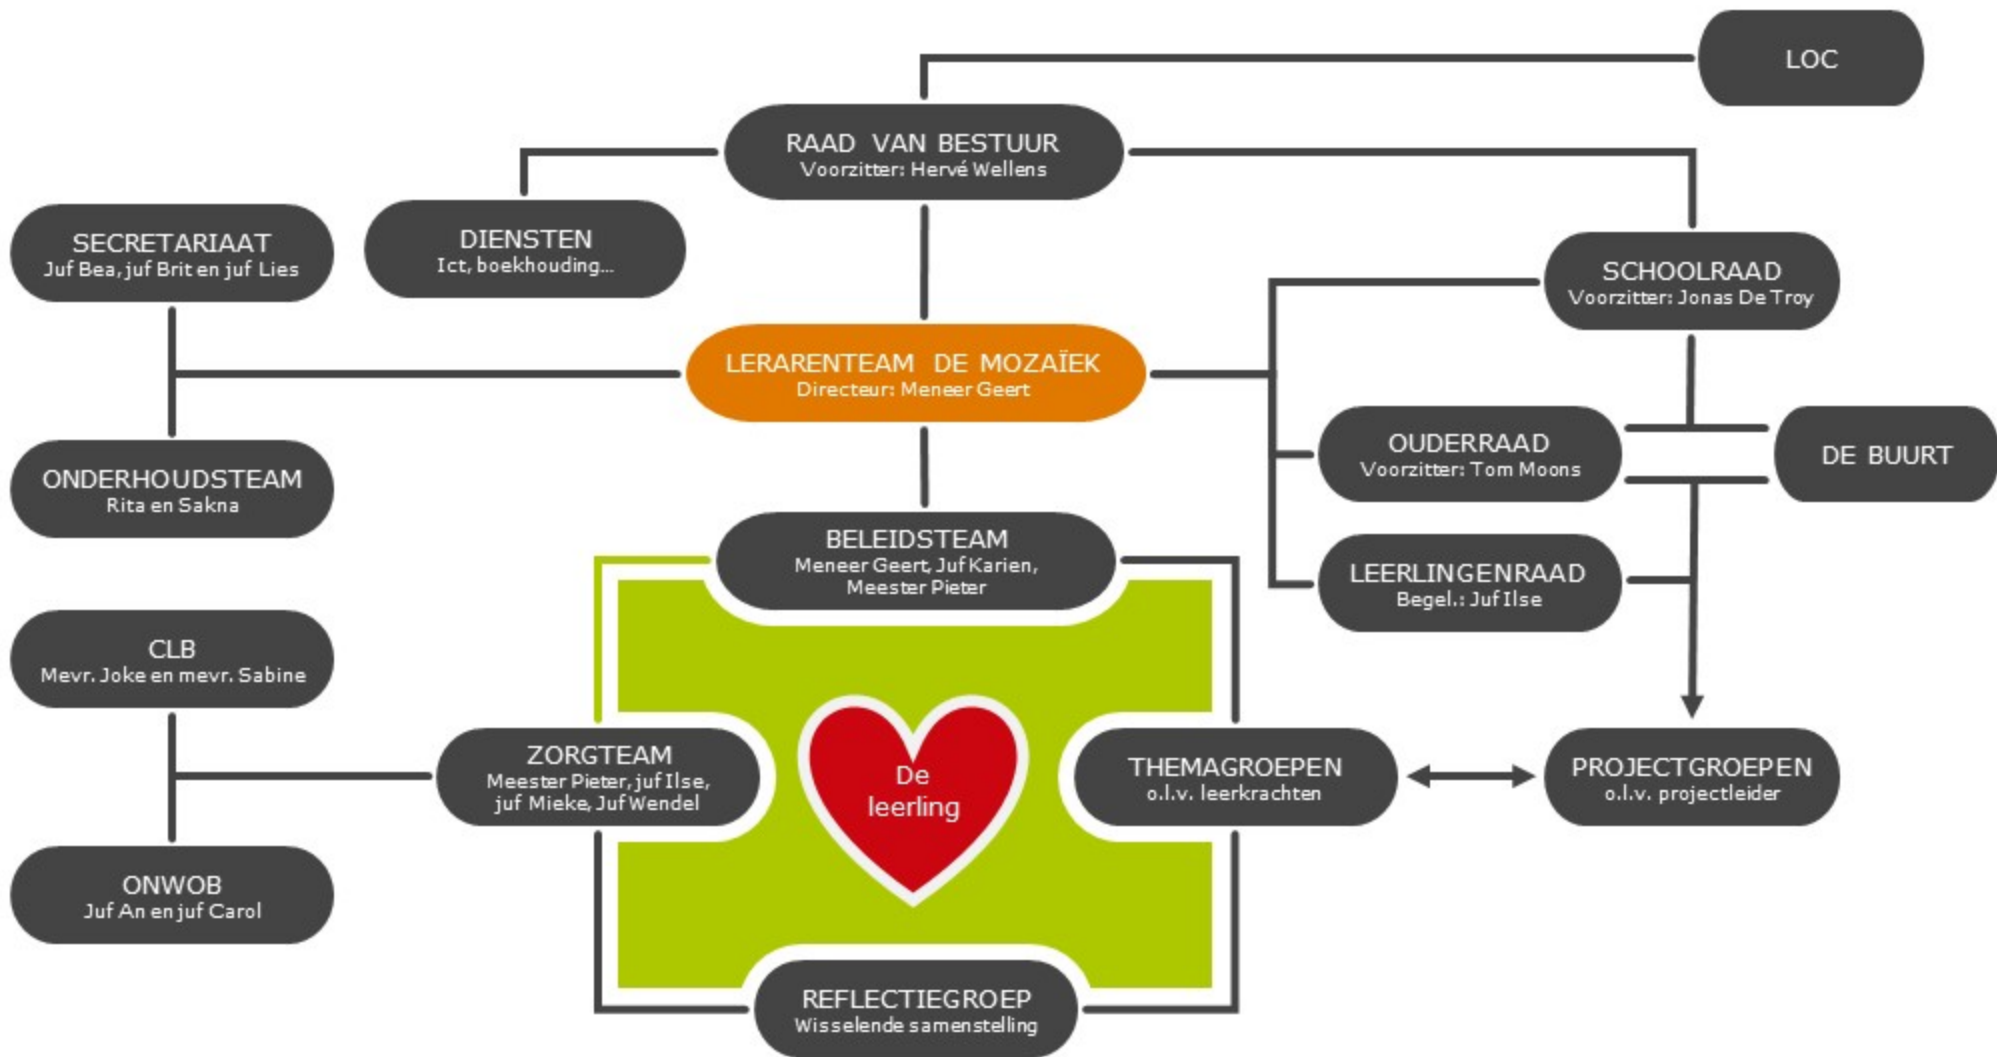 LOC
RAAD VAN BESTUUR
Voorzitter: Hervé Wellens
SECRETARIAAT
Juf Bea, juf Brit en juf Lies
DIENSTEN
Ict, boekhouding...
SCHOOLRAAD
Voorzitter: Jonas De Troy
LERARENTEAM DE MOZAÏEK
Directeur: Meneer Geert
ONDERHOUDSTEAM
Rita en Sakna
OUDERRAAD
Voorzitter: Tom Moons
DE BUURT
BELEIDSTEAM
Meneer Geert, Juf Karien,
Meester Pieter
LEERLINGENRAAD
Begel.: Juf Ilse
CLB
Mevr. Joke en mevr. Sabine
ZORGTEAM
Meester Pieter, juf Ilse,
juf Mieke, Juf Wendel
De
leerling
THEMAGROEPEN
o.l.v. leerkrachten
PROJECTGROEPEN
o.l.v. projectleider
ONWOB
Juf An en juf Carol
REFLECTIEGROEP
Wisselende samenstelling